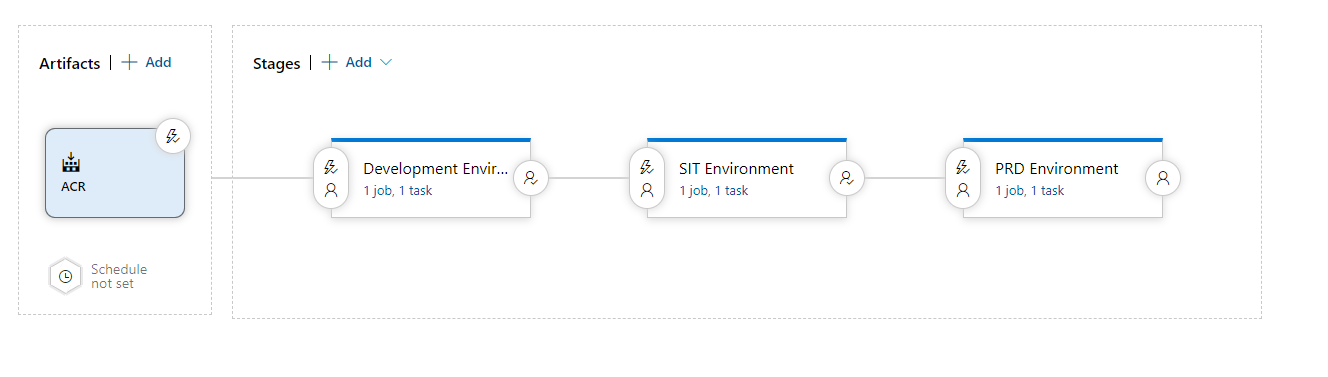 Artifacts | + Add
Stages | + Add
ACR
Development Envir...
1 job, 1 task
SIT Environment
1 job, 1 task
PRD Environment
1 job, 1 task
Schedule
not set